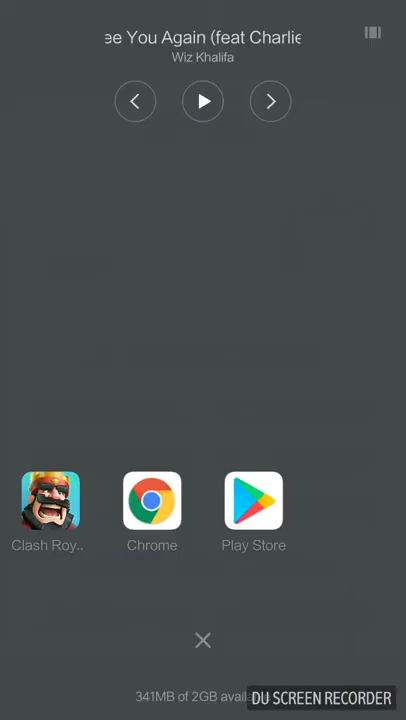 ee You Again (feat Charlie
Wiz Khalifa
Clash Roy..
Chrome
Play Store
341MB of 2GB availa
DU SCREEN RECORDER